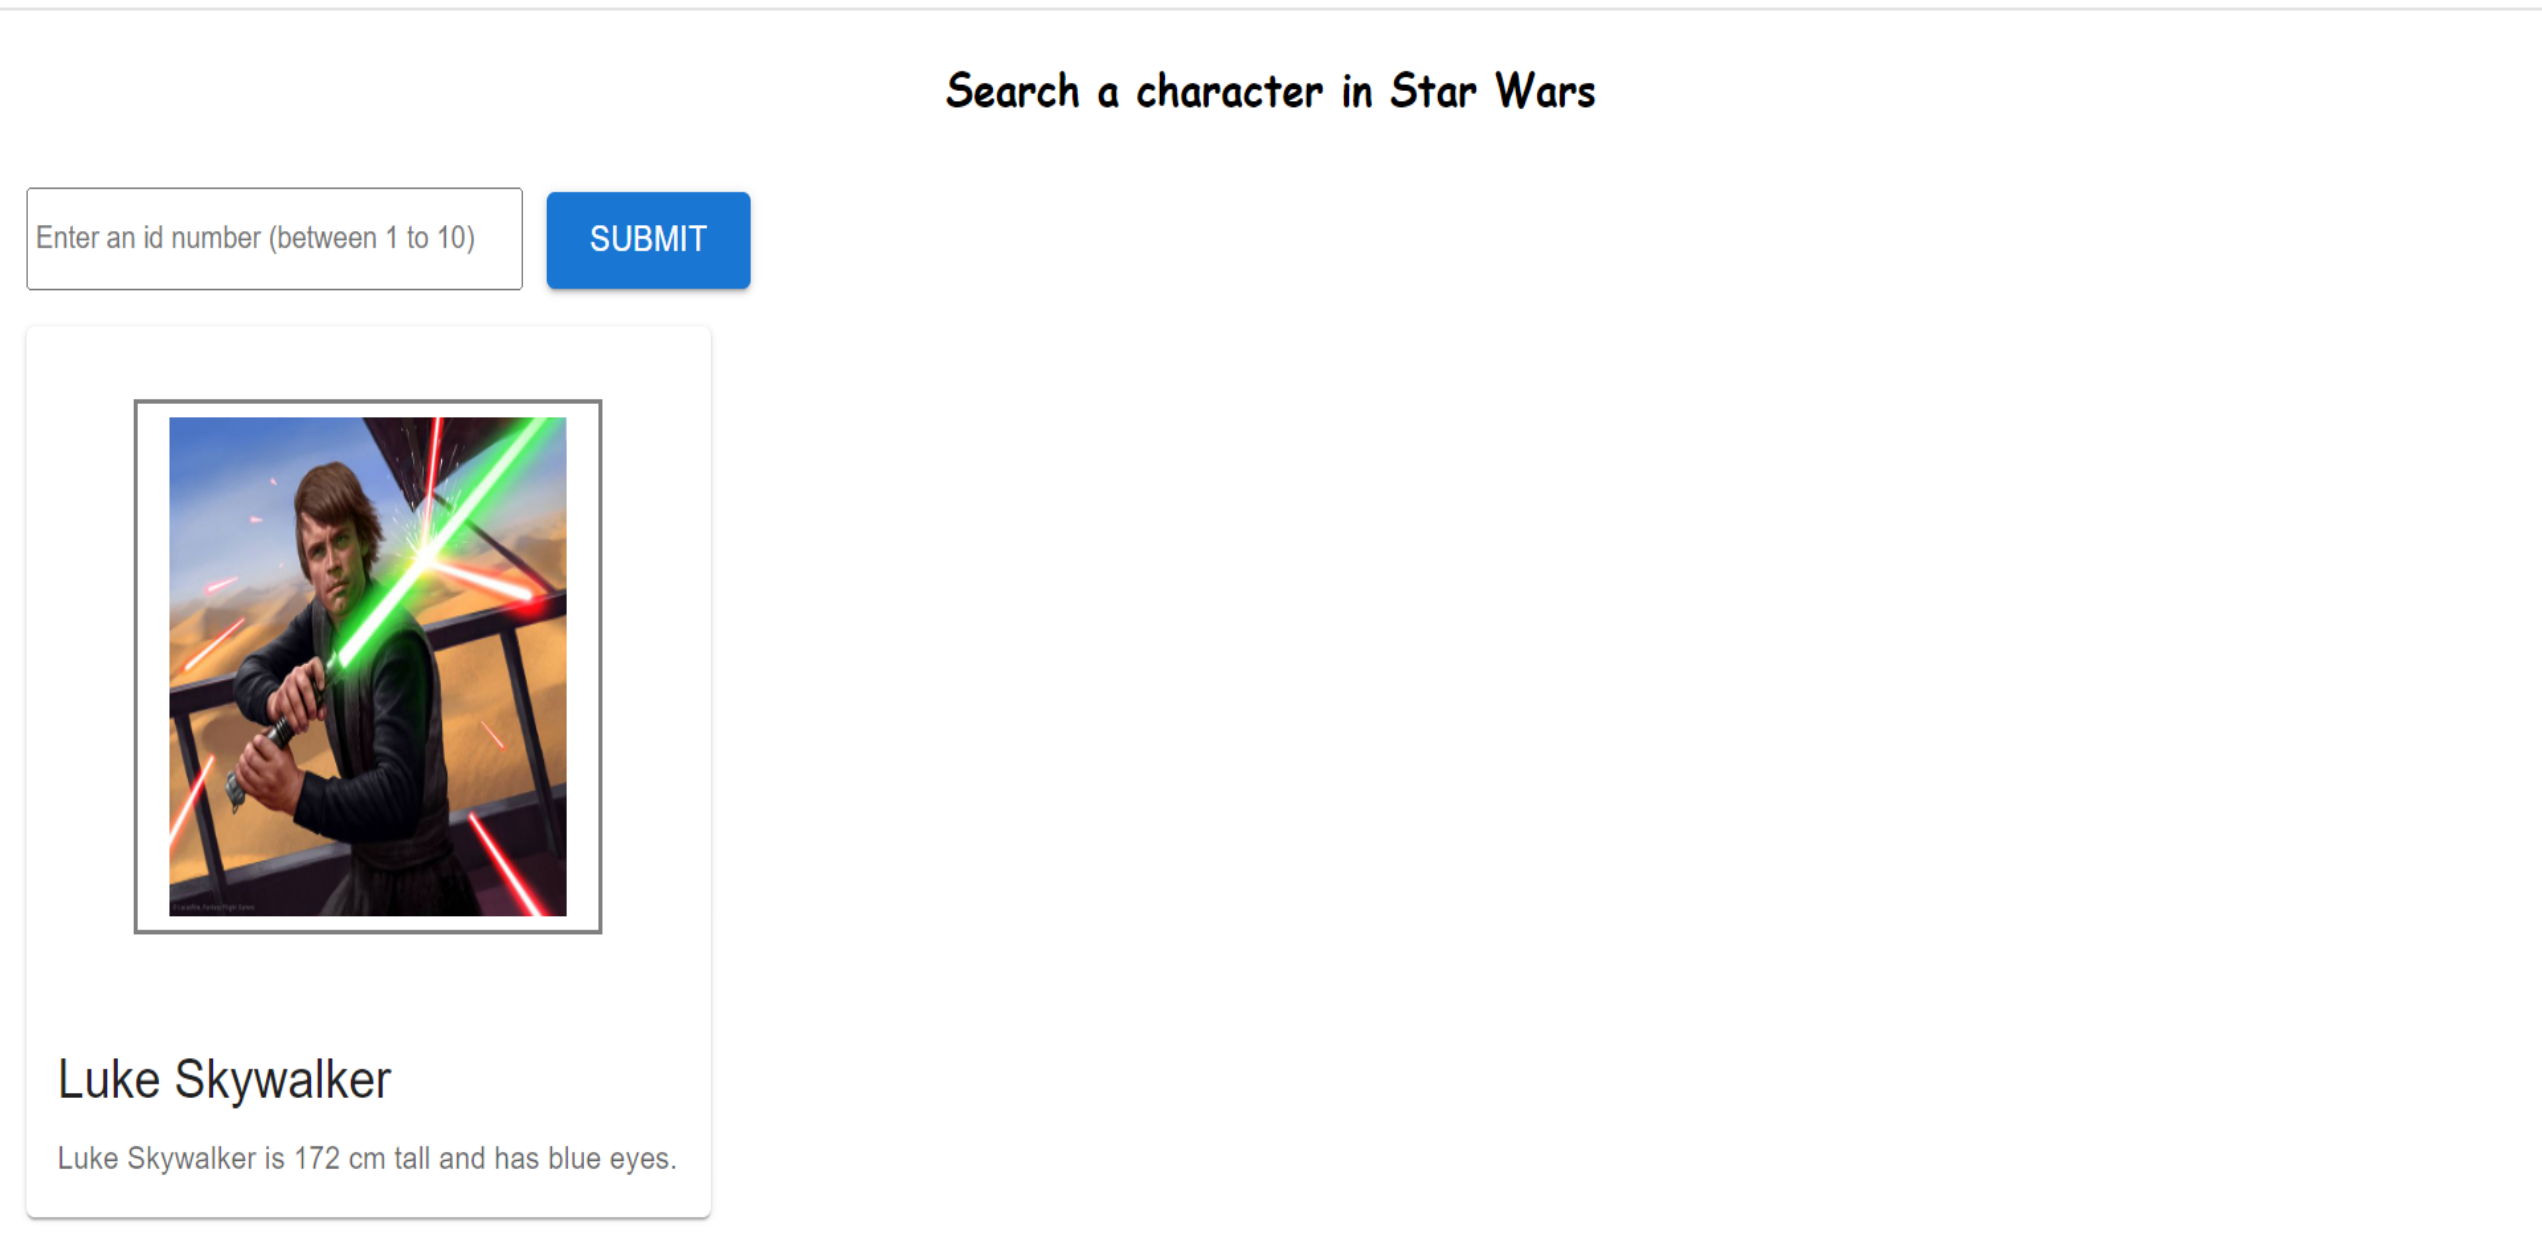 Search a character in Star Wars
Enter an id number (between 1 to 10)
SUBMIT
Luke Skywalker
Luke Skywalker is 172 cm tall and has blue eyes.